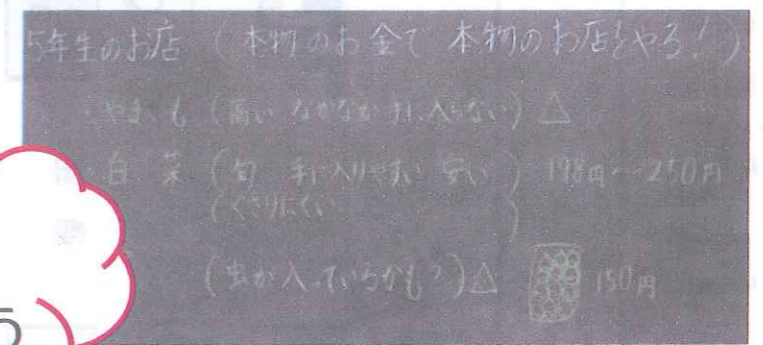 5年生のお店 (本物のお金で 本物のお店をやる!)
・やまいも (高い なかなか手に入らない) △
・白菜 (旬 手に入りやすい 安い) 198円〜250円
(くさりにくい)
(虫が入っているかも?) △ 150円
う